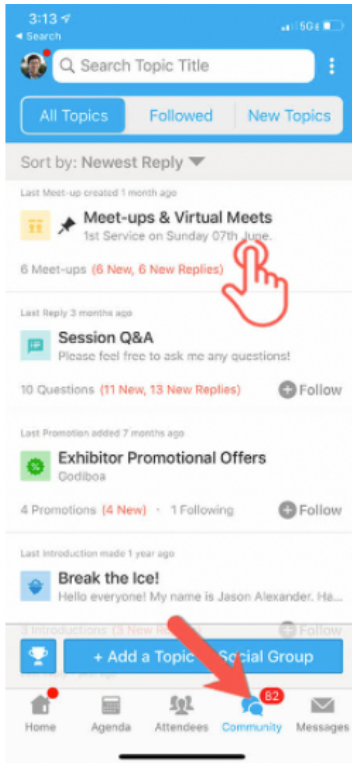 3:13
5GE
◀ Search
Search Topic Title
All Topics Followed New Topics
Sort by: Newest Reply
Last Meet-up created 1 month ago
Meet-ups & Virtual Meets
1st Service on Sunday 07th June.
6 Meet-ups (6 New, 6 New Replies)
Last Reply 3 months ago
Session Q&A
Please feel free to ask me any questions!
10 Questions (11 New, 13 New Replies) Follow
Last Promotion added 7 months ago
Exhibitor Promotional Offers
Godiboa
4 Promotions (4 New) · 1 Following Follow
Last Introduction made 1 year ago
Break the Ice!
Hello everyone! My name is Jason Alexander. Ha...
3 Introductions (3 New Follow
+ Add a Topic Social Group
82
Home Agenda Attendees Community Messages